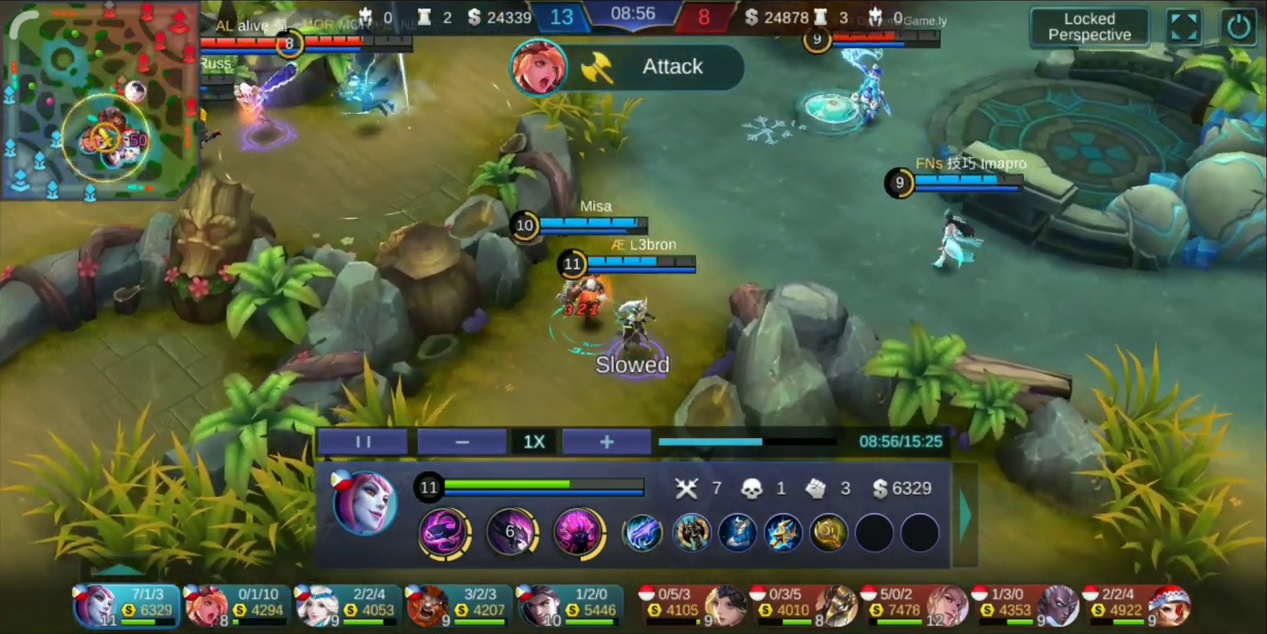 0 2 $ 24339 13 08:56 8 $ 24878 3 0
Locked
Perspective
AL alive
8
9
Game.ly
Russ
Attack
FNs 技巧 Imapro
9
Misa
10
Æ L3bron
11
321
Slowed
1X
08:56/15:25
11
7 1 3 $ 6329
6
7/1/3 0/1/10 2/2/4 3/2/3 1/2/0 0/5/3 0/3/5 5/0/2 1/3/0 2/2/4
6329 4294 4053 4207 5446 4105 4010 7478 4353 4922
11 8 9 9 10 9 8 12 9 9